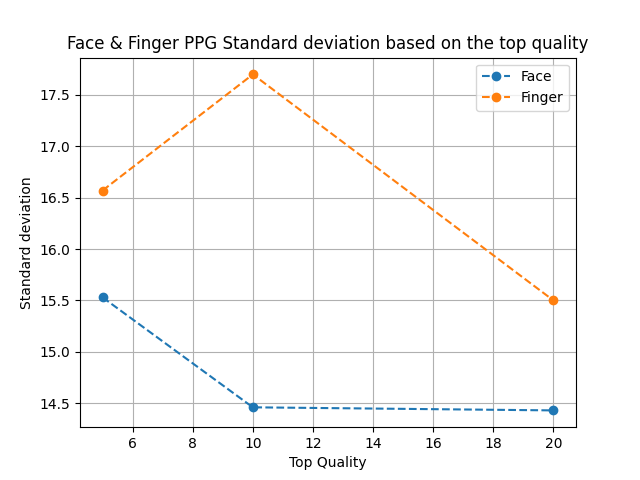 Face & Finger PPG Standard deviation based on the top quality
Face
Finger
17.5
17.0
16.5
16.0
15.5
15.0
14.5
Standard deviation
6 8 10 12 14 16 18 20
Top Quality